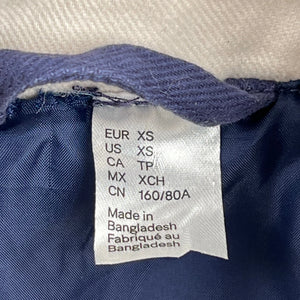 EUR XS
US XS
CA TP
MX XCH
CN 160/80A
Made in
Bangladesh
Fabriqué au
Bangladesh